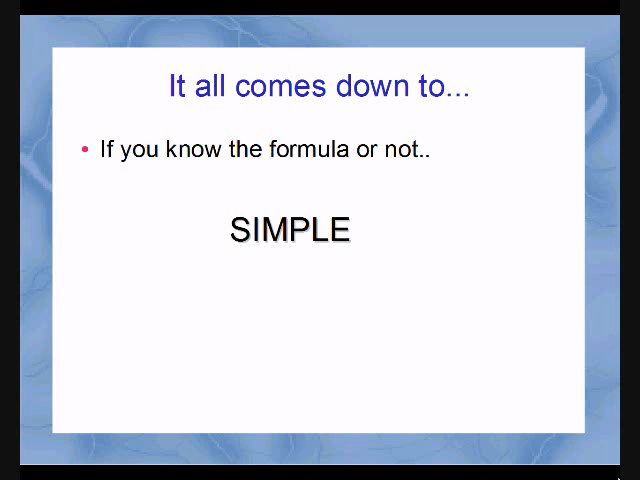 It all comes down to...
• If you know the formula or not..
SIMPLE